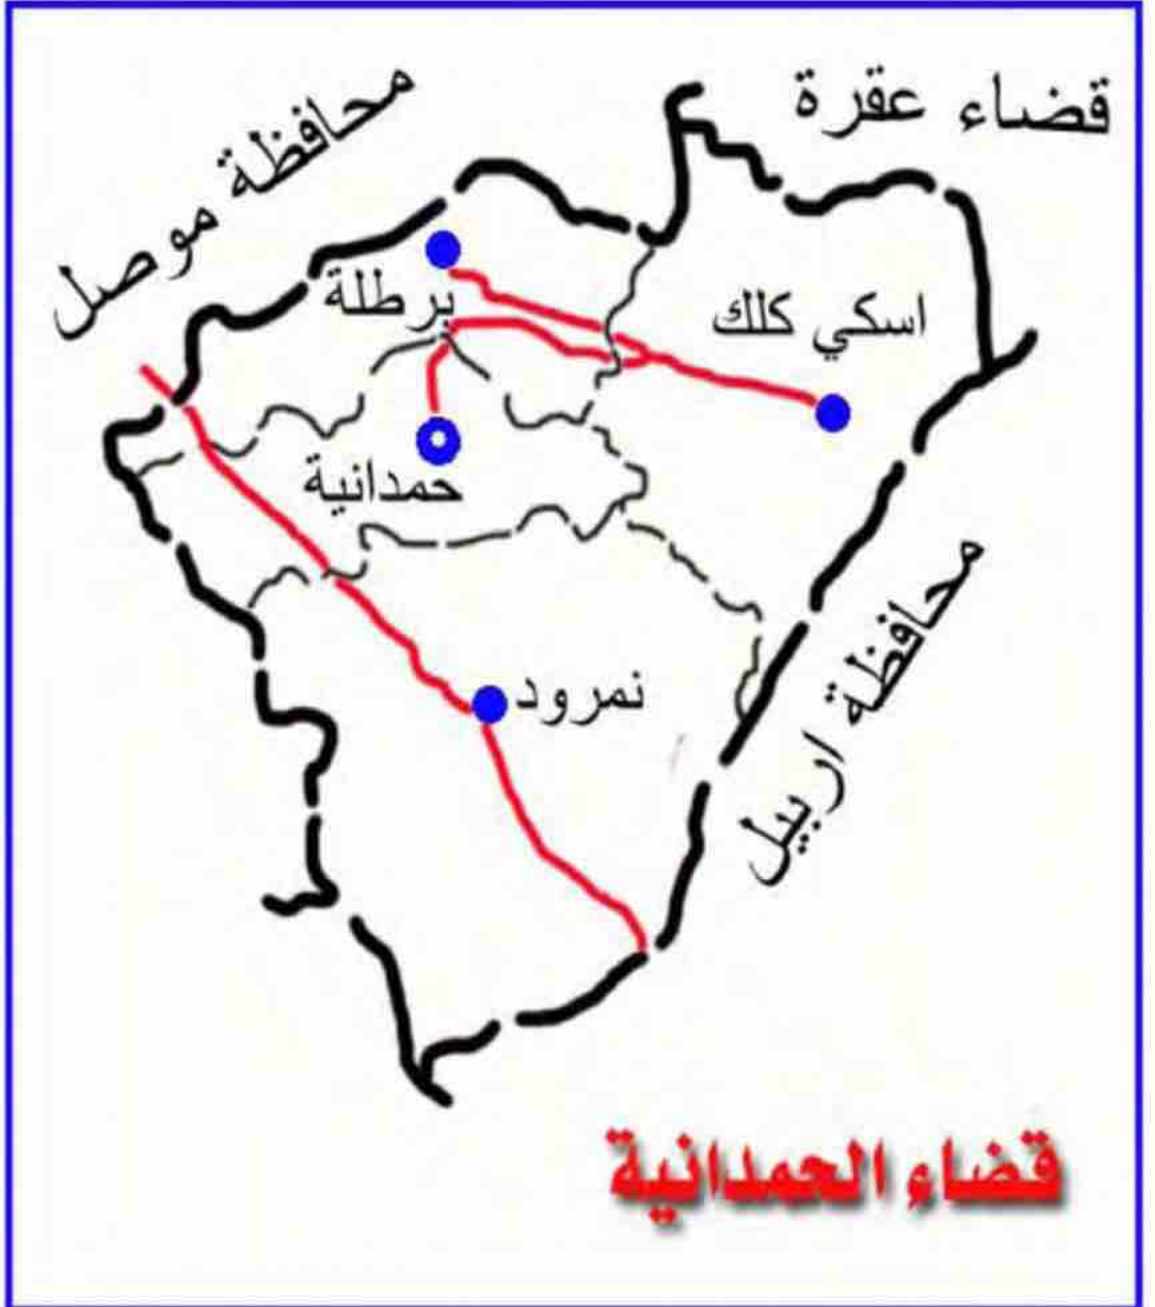 قضاء عقرة
محافظة موصل
برطلة
اسكي كلك
حمدانية
نمرود
محافظة اربيل
قضاء الحمدانية